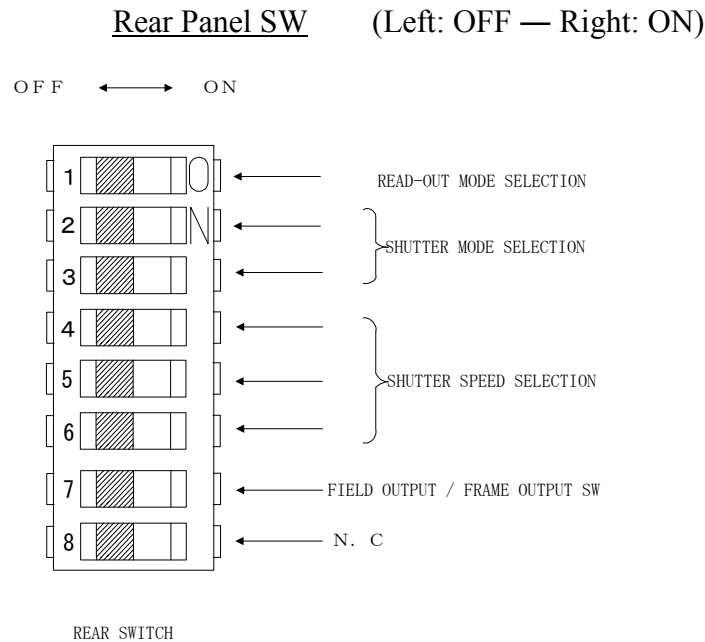 Rear Panel SW (Left: OFF — Right: ON)
OFF ON
1 O READ-OUT MODE SELECTION
2 N
SHUTTER MODE SELECTION
3
4
5 SHUTTER SPEED SELECTION
6
7 FIELD OUTPUT / FRAME OUTPUT SW
8 N. C
REAR SWITCH